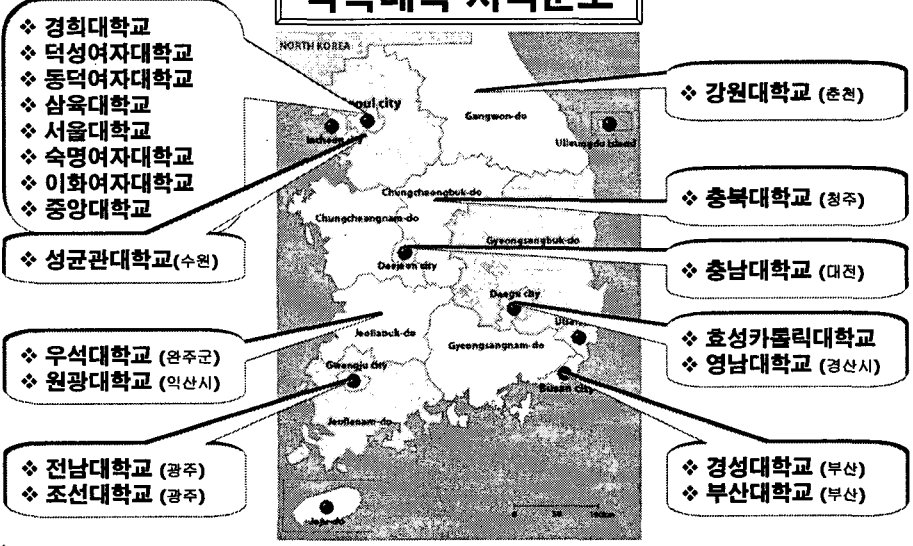 ❖ 경희대학교
❖ 덕성여자대학교
❖ 동덕여자대학교
❖ 삼육대학교
❖ 서울대학교
❖ 숙명여자대학교
❖ 이화여자대학교
❖ 중앙대학교
❖ 성균관대학교(수원)
❖ 우석대학교 (완주군)
❖ 원광대학교 (익산시)
❖ 전남대학교 (광주)
❖ 조선대학교 (광주)
NORTH KOREA
oul city
Incheon city
Gangwon-do
Ulleungdo island
Chungcheongbuk-do
Chungcheongnam-do
Gyeongsangbuk-do
Daejeon city
Daegu city
Jeollabuk-do
Gyeongsangnam-do
Gwangju city
Busan city
Jeollanam-do
Jeju-do
0 50 100km
❖ 강원대학교 (춘천)
❖ 충북대학교 (청주)
❖ 충남대학교 (대전)
❖ 효성카톨릭대학교
❖ 영남대학교 (경산시)
❖ 경성대학교 (부산)
❖ 부산대학교 (부산)